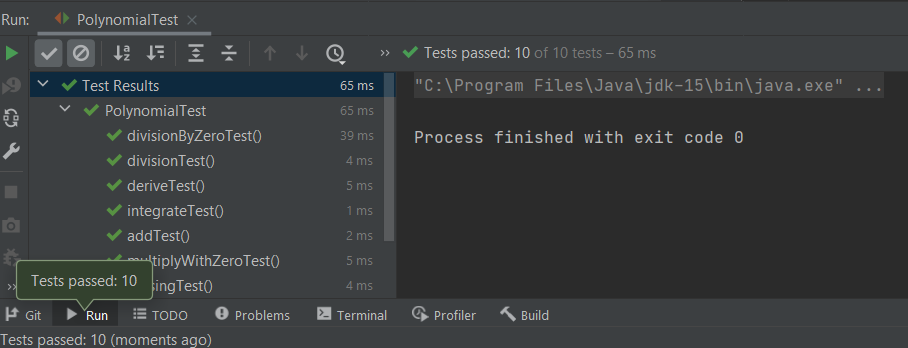 Run: PolynomialTest
Tests passed: 10 of 10 tests – 65 ms
Test Results 65 ms
PolynomialTest 65 ms
divisionByZeroTest() 39 ms
divisionTest() 4 ms
deriveTest() 5 ms
integrateTest() 1 ms
addTest() 2 ms
multiplyWithZeroTest() 5 ms
singTest() 4 ms
"C:\Program Files\Java\jdk-15\bin\java.exe" ...
Process finished with exit code 0
Tests passed: 10
Git Run TODO Problems Terminal Profiler Build
Tests passed: 10 (moments ago)